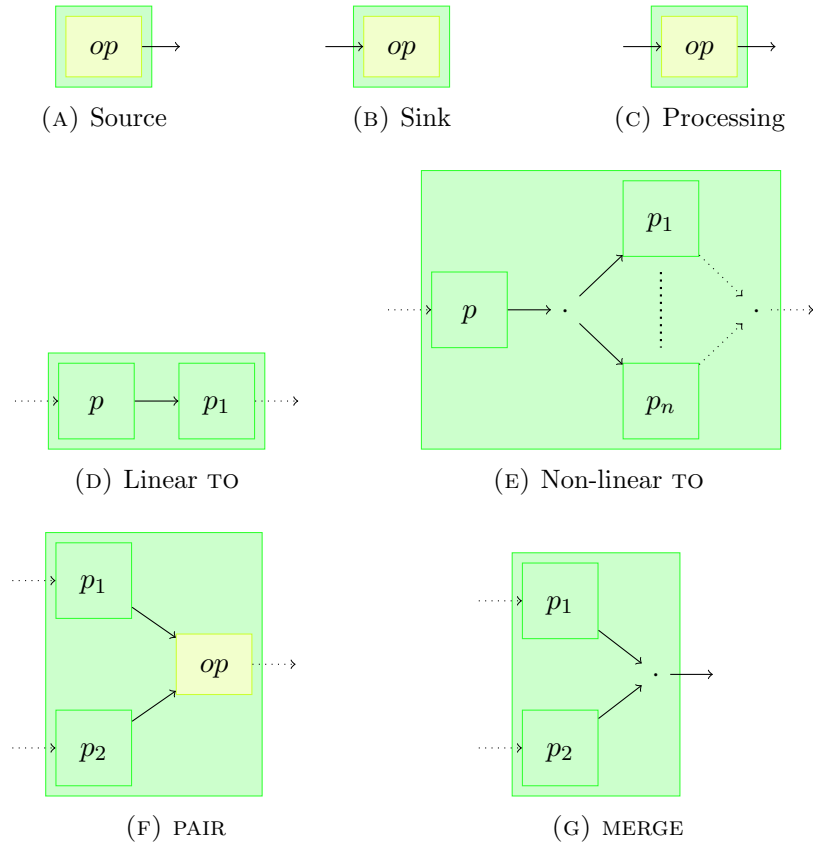 op op op
(A) Source (B) Sink (C) Processing
p₁
p
p p₁ pₙ
(D) Linear TO (E) Non-linear TO
p₁ p₁
op
p₂ p₂
(F) PAIR (G) MERGE